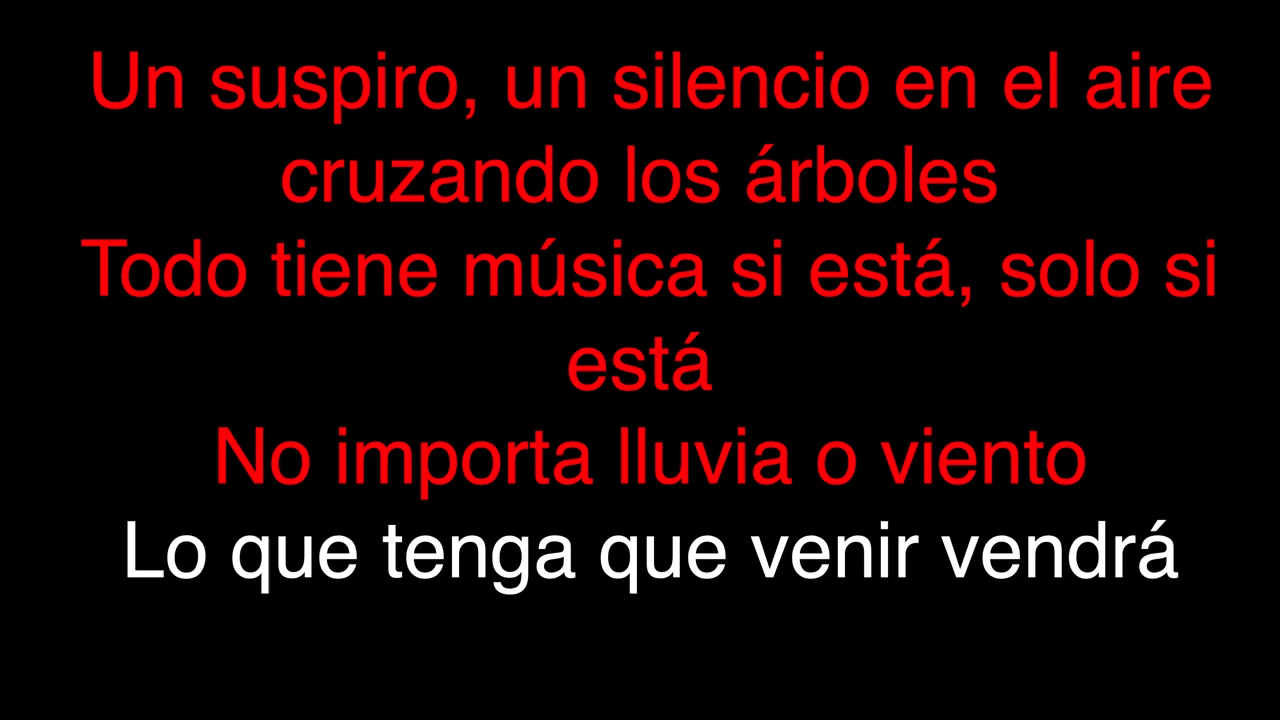 Un suspiro, un silencio en el aire
cruzando los árboles
Todo tiene música si está, solo si
está
No importa lluvia o viento
Lo que tenga que venir vendrá